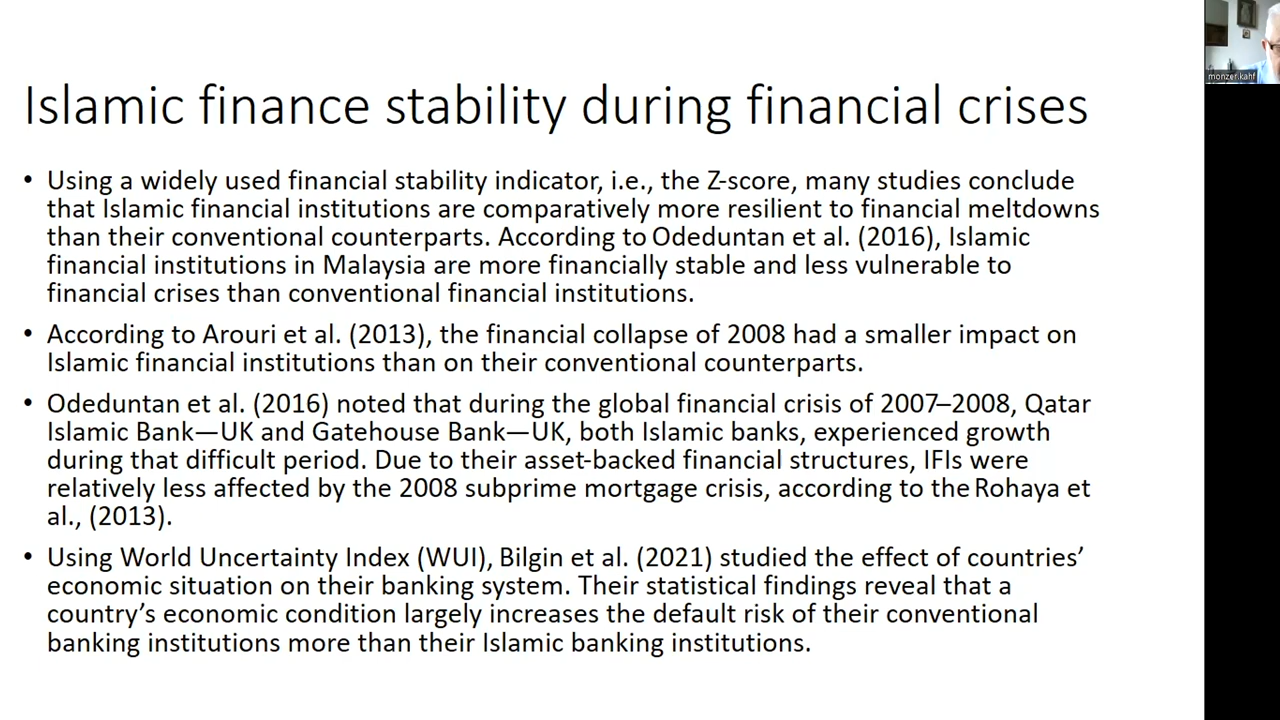 Islamic finance stability during financial crises
• Using a widely used financial stability indicator, i.e., the Z-score, many studies conclude
that Islamic financial institutions are comparatively more resilient to financial meltdowns
than their conventional counterparts. According to Odeduntan et al. (2016), Islamic
financial institutions in Malaysia are more financially stable and less vulnerable to
financial crises than conventional financial institutions.
• According to Arouri et al. (2013), the financial collapse of 2008 had a smaller impact on
Islamic financial institutions than on their conventional counterparts.
• Odeduntan et al. (2016) noted that during the global financial crisis of 2007–2008, Qatar
Islamic Bank—UK and Gatehouse Bank—UK, both Islamic banks, experienced growth
during that difficult period. Due to their asset-backed financial structures, IFIs were
relatively less affected by the 2008 subprime mortgage crisis, according to the Rohaya et
al., (2013).
• Using World Uncertainty Index (WUI), Bilgin et al. (2021) studied the effect of countries’
economic situation on their banking system. Their statistical findings reveal that a
country’s economic condition largely increases the default risk of their conventional
banking institutions more than their Islamic banking institutions.
monzer.kahf